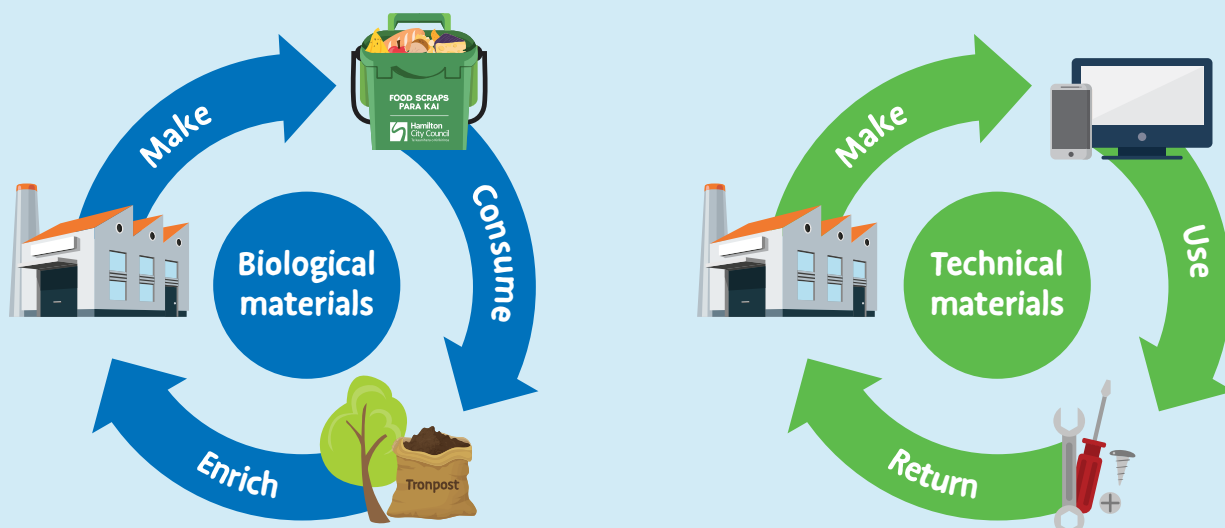 Make
FOOD SCRAPS
PARA KAI
Hamilton
City Council
Consume
Biological
materials
Tronpost
Enrich
Make
Use
Technical
materials
Return